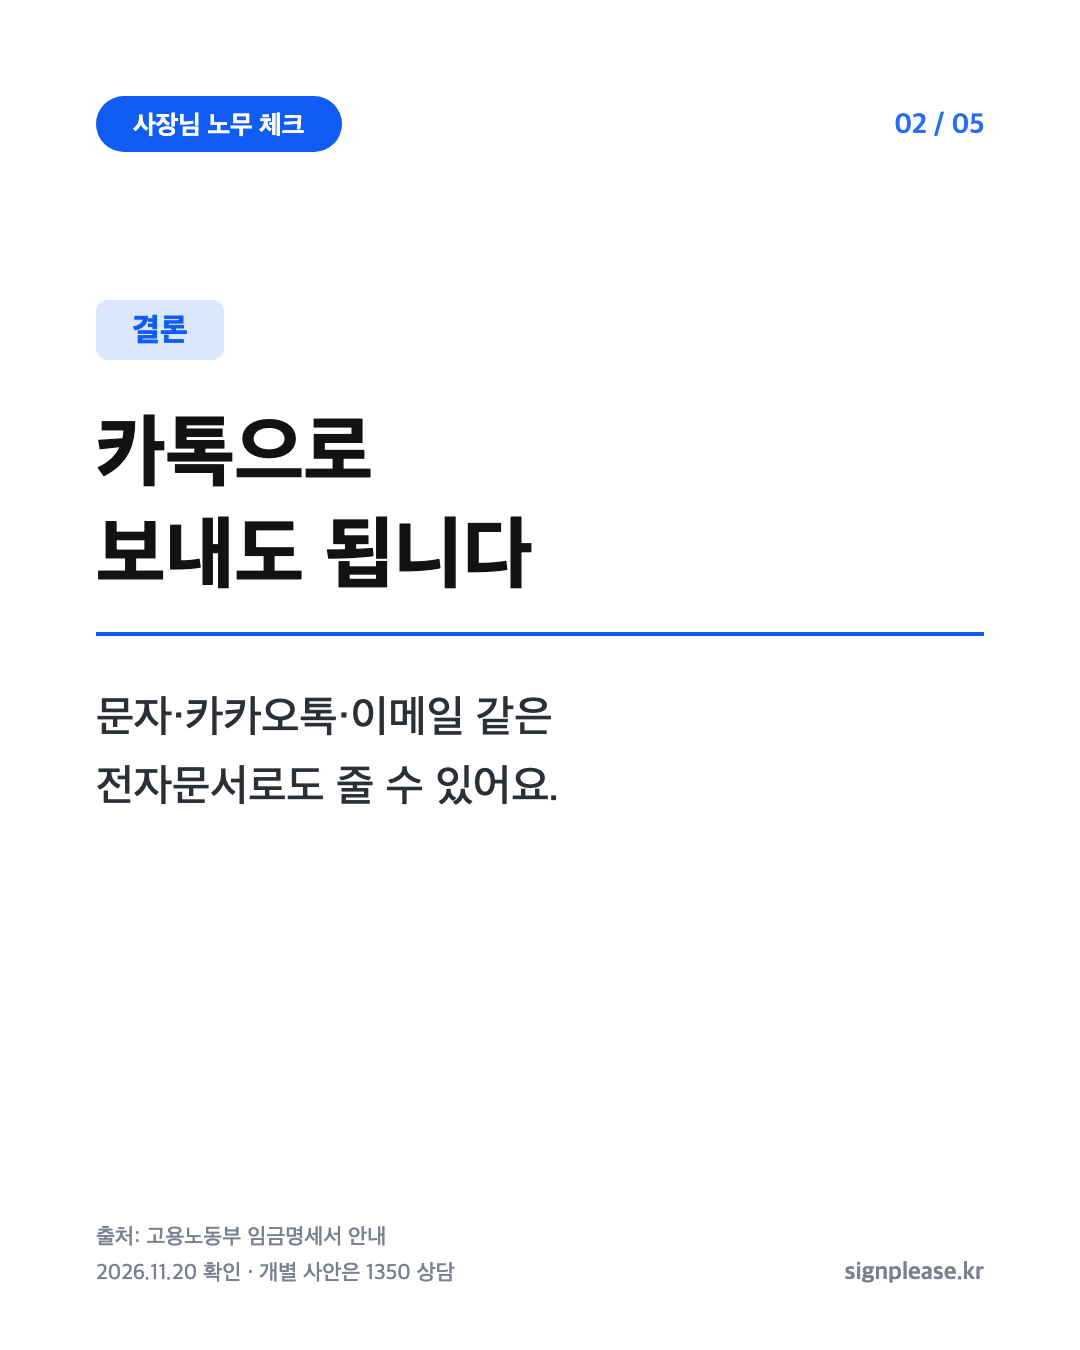 사장님 노무 체크
02 / 05
결론
카톡으로
보내도 됩니다
문자·카카오톡·이메일 같은
전자문서로도 줄 수 있어요.
출처: 고용노동부 임금명세서 안내
2026.11.20 확인 · 개별 사안은 1350 상담
signplease.kr